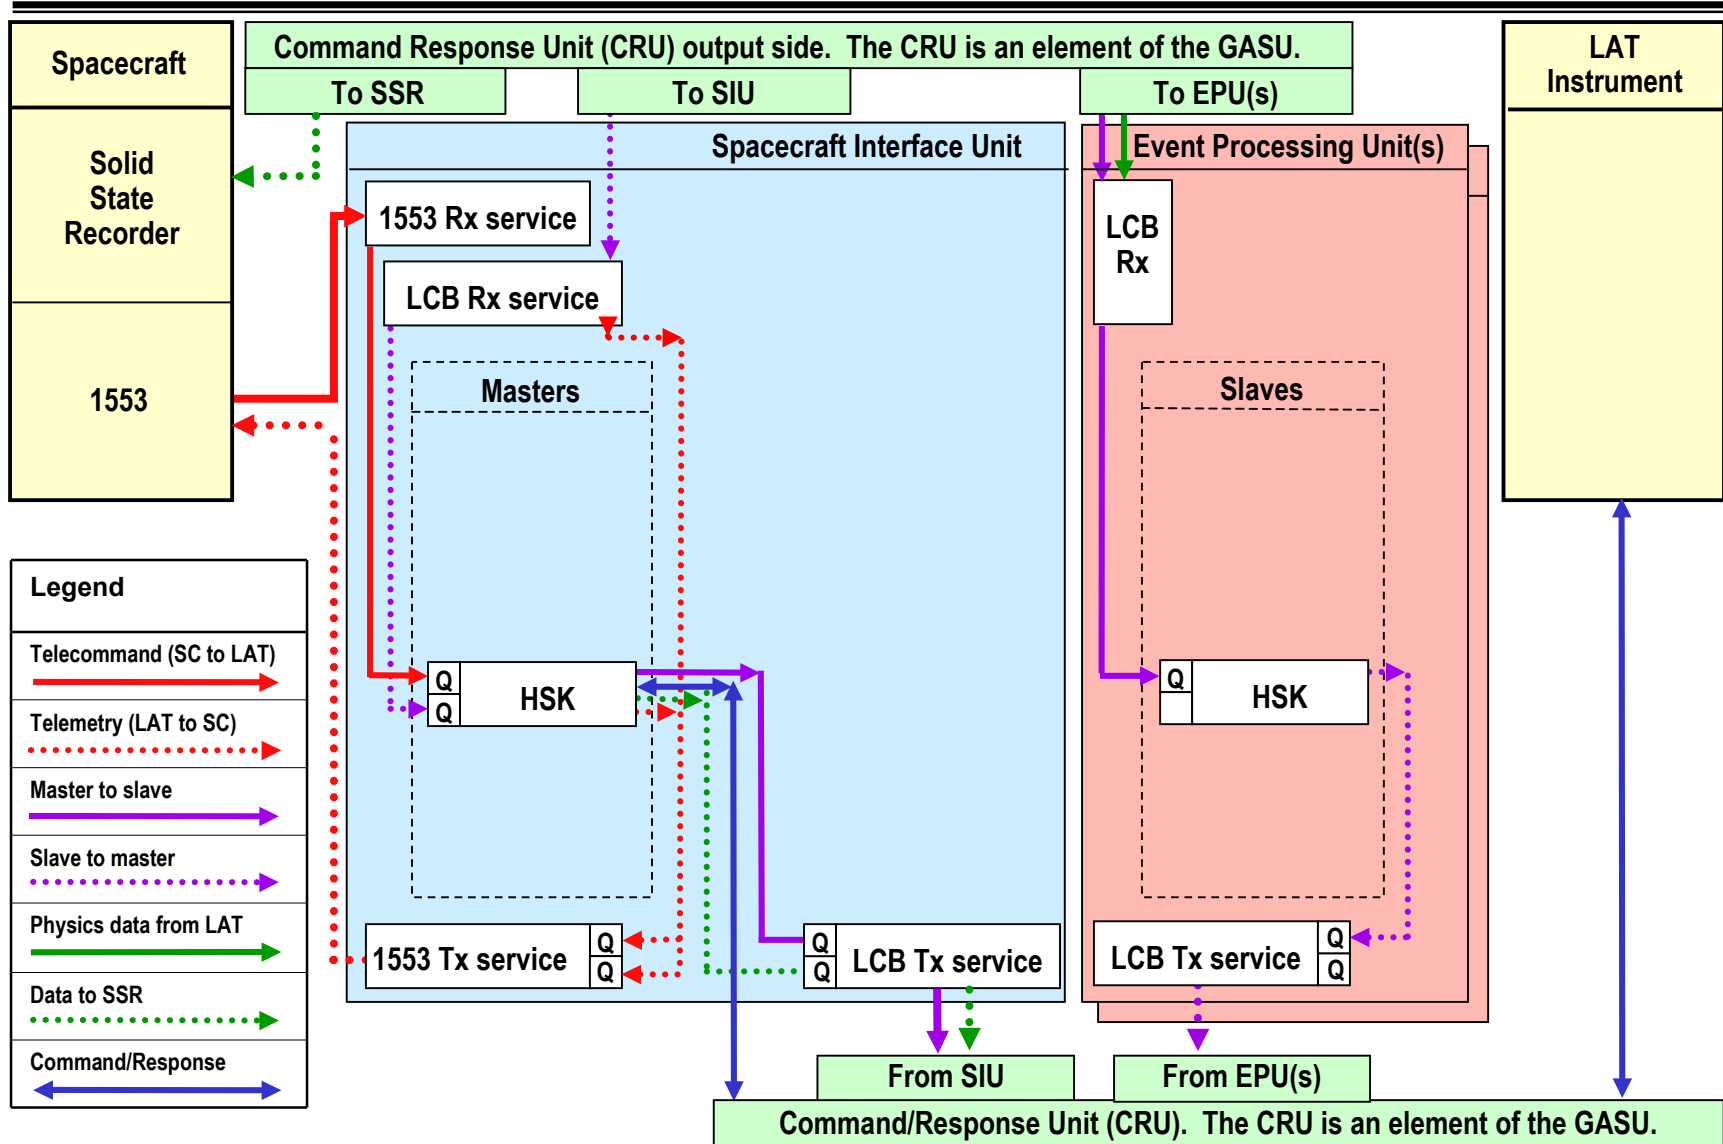 Command Response Unit (CRU) output side. The CRU is an element of the GASU.
To SSR
To SIU
To EPU(s)
Spacecraft
Solid
State
Recorder
1553
LAT
Instrument
Spacecraft Interface Unit
1553 Rx service
LCB Rx service
Masters
Q
Q
HSK
1553 Tx service
Q
Q
Q
Q
LCB Tx service
Event Processing Unit(s)
LCB
Rx
Slaves
Q
HSK
LCB Tx service
Q
Q
Legend
Telecommand (SC to LAT)
Telemetry (LAT to SC)
Master to slave
Slave to master
Physics data from LAT
Data to SSR
Command/Response
From SIU
From EPU(s)
Command/Response Unit (CRU). The CRU is an element of the GASU.